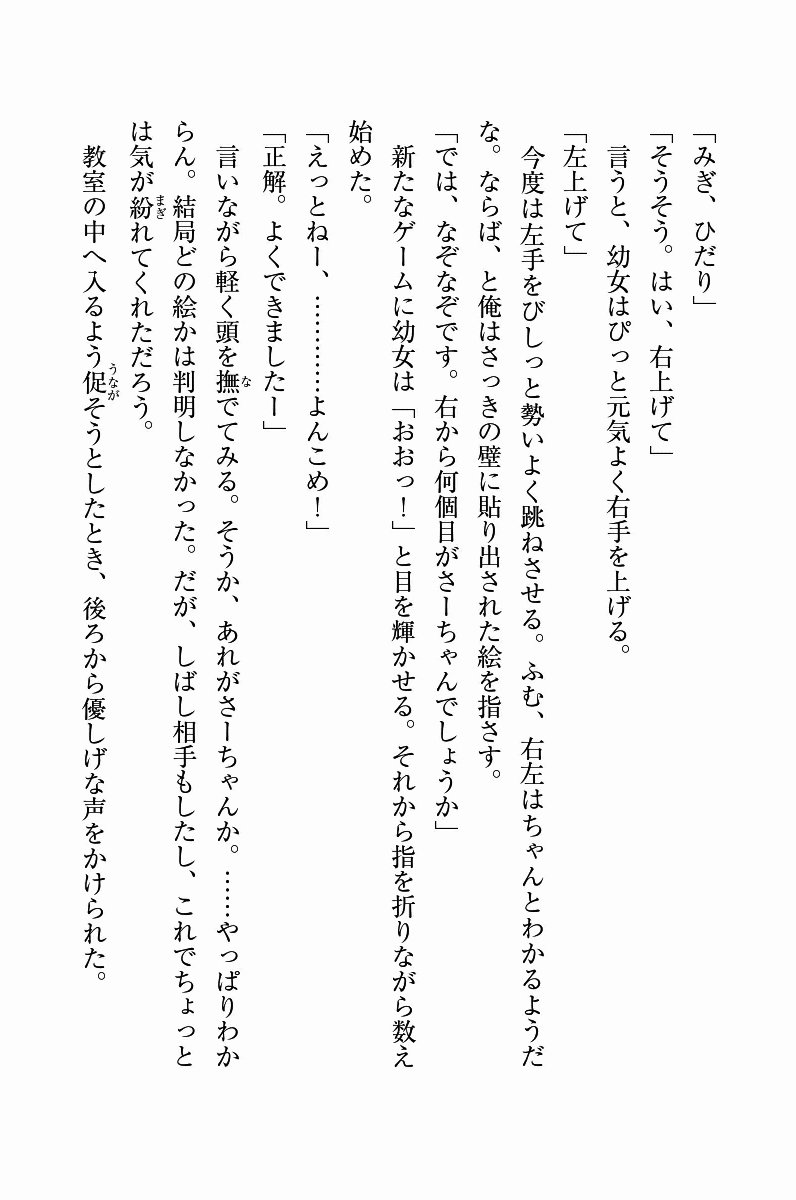 「みぎ、ひだり」
「そうそう。はい、右上げて」
　言うと、幼女はぴっと元気よく右手を上げる。
「左上げて」
　今度は左手をびしっと勢いよく跳ねさせる。ふむ、右左はちゃんとわかるようだ
な。ならば、と俺はさっきの壁に貼り出された絵を指さす。
「では、なぞなぞです。右から何個目がさーちゃんでしょうか」
　新たなゲームに幼女は「おおっ！」と目を輝かせる。それから指を折りながら数え
始めた。
「えっとねー、…………よんこめ！」
「正解。よくできましたー」
　言いながら軽く頭を撫でてみる。そうか、あれがさーちゃんか。……やっぱりわか
らん。結局どの絵かは判明しなかった。だが、しばし相手もしたし、これでちょっと
は気が紛れてくれただろう。
　教室の中へ入るよう促そうとしたとき、後ろから優しげな声をかけられた。
な
まぎ
うなが